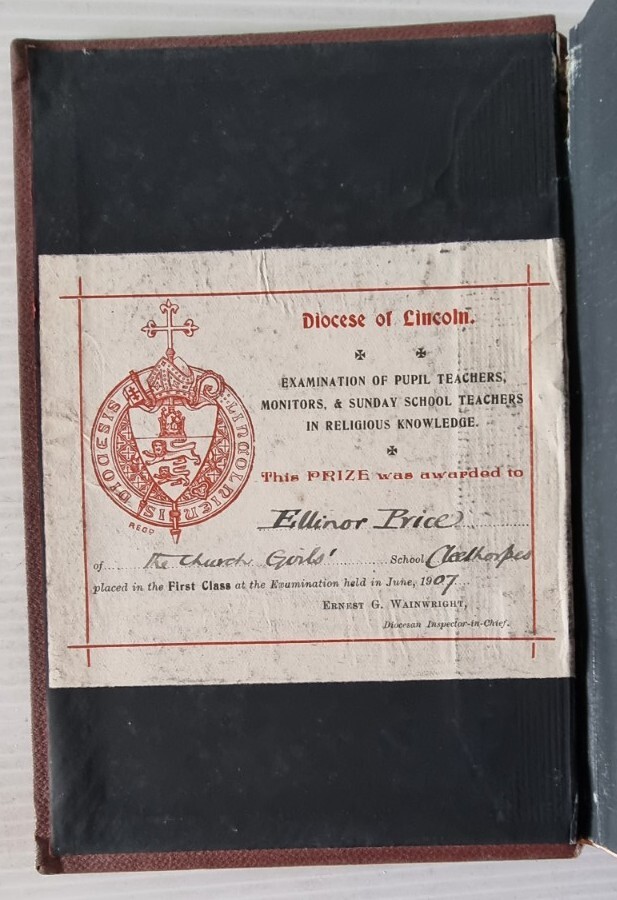 Diocese of Lincoln.
EXAMINATION OF PUPIL TEACHERS,
MONITORS, & SUNDAY SCHOOL TEACHERS
IN RELIGIOUS KNOWLEDGE.
This PRIZE was awarded to
Ellinor Price
of The Church Girls' School Cleethorpes
placed in the First Class at the Examination held in June, 1907.
ERNEST G. WAINWRIGHT,
Diocesan Inspector-in-Chief.
DIOCESIS LINCOLNIENSIS